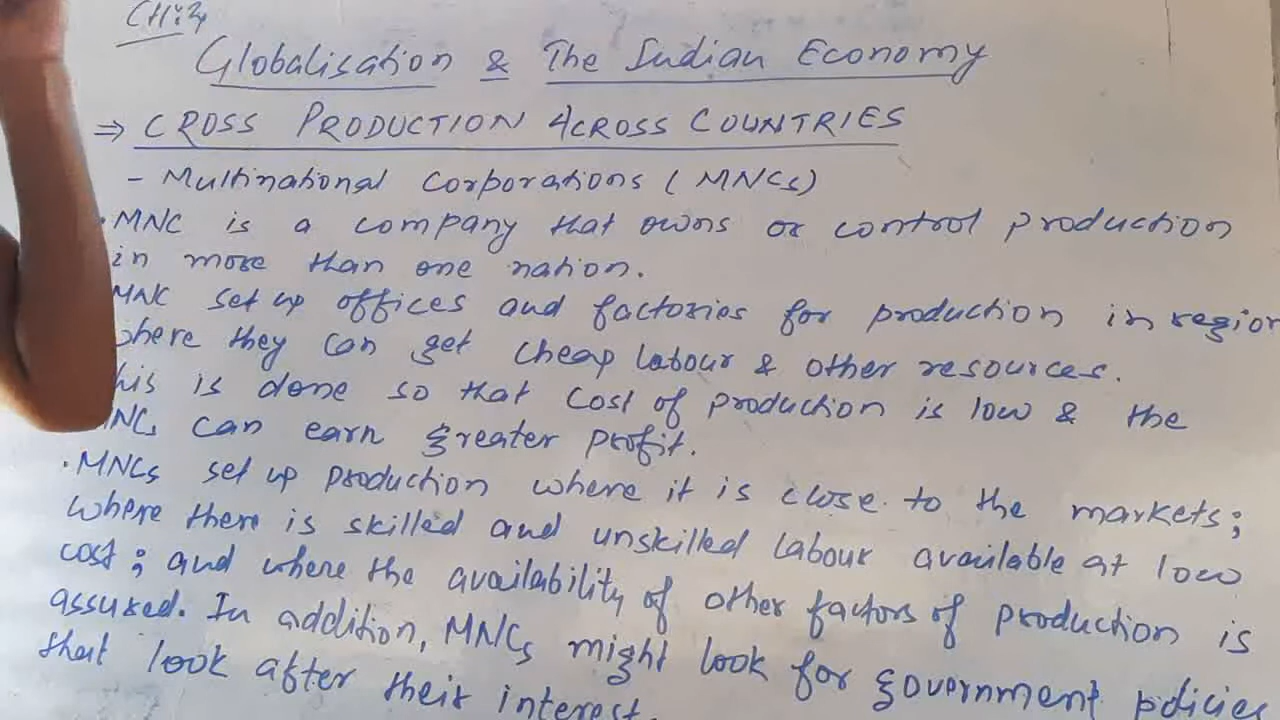 CH:4
Globalisation & The Indian Economy
⇒ CROSS PRODUCTION ACROSS COUNTRIES
- Multinational Corporations (MNCs)
· MNC is a company that owns or control production
in more than one nation.
MNC set up offices and factories for production in region
where they can get cheap labour & other resources.
his is done so that cost of production is low & the
MNCs can earn greater profit.
· MNCs set up production where it is close to the markets;
where there is skilled and unskilled labour available at low
cost; and where the availability of other factors of production is
assured. In addition, MNCs might look for government policies
that look after their interest.